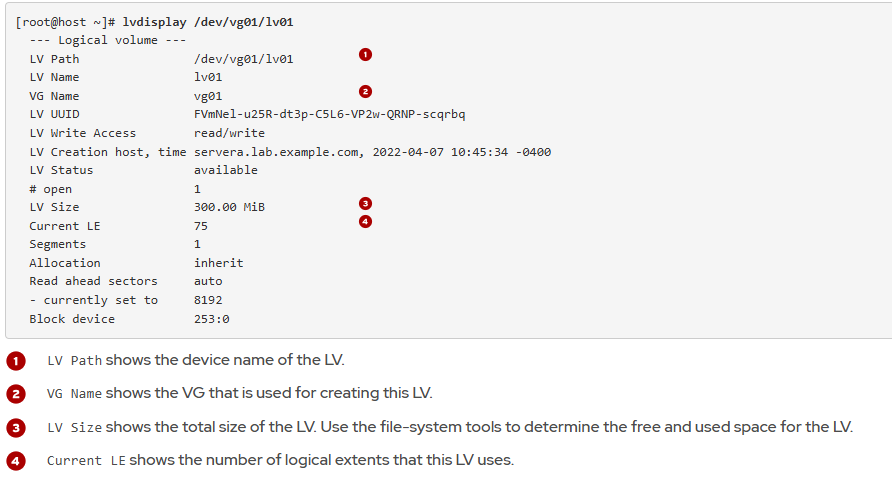 [root@host ~]# lvdisplay /dev/vg01/lv01
--- Logical volume ---
LV Path /dev/vg01/lv01 1
LV Name lv01
VG Name vg01 2
LV UUID FVmNel-u25R-dt3p-C5L6-VP2w-QRNP-scqrbq
LV Write Access read/write
LV Creation host, time servera.lab.example.com, 2022-04-07 10:45:34 -0400
LV Status available
# open 1
LV Size 300.00 MiB 3
Current LE 75 4
Segments 1
Allocation inherit
Read ahead sectors auto
- currently set to 8192
Block device 253:0
1 LV Path shows the device name of the LV.
2 VG Name shows the VG that is used for creating this LV.
3 LV Size shows the total size of the LV. Use the file-system tools to determine the free and used space for the LV.
4 Current LE shows the number of logical extents that this LV uses.